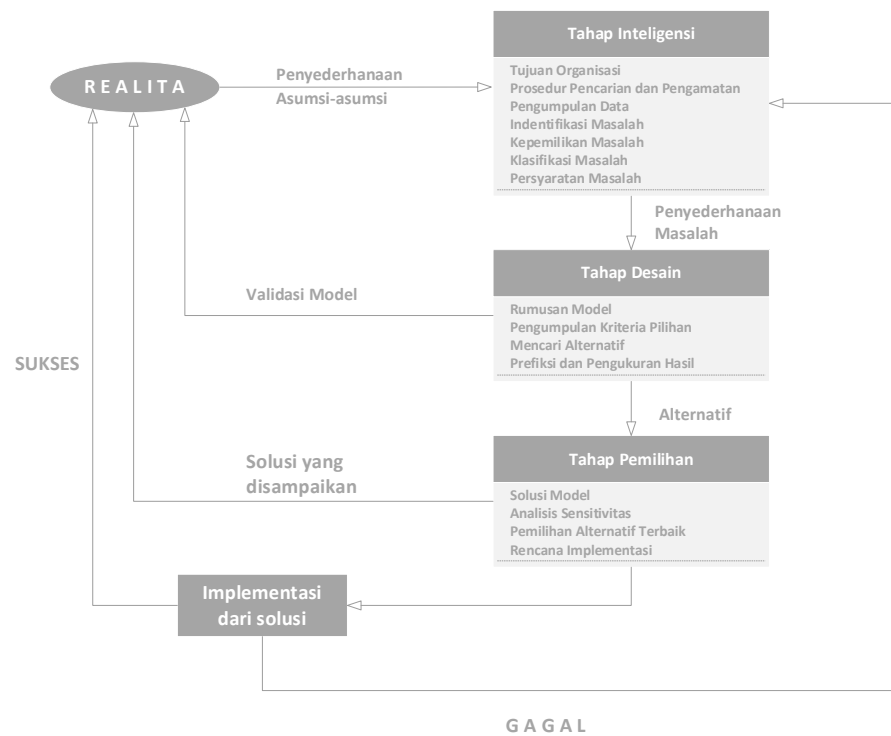 Tahap Inteligensi
R E A L I T A
Penyederhanaan
Asumsi-asumsi
Tujuan Organisasi
Prosedur Pencarian dan Pengamatan
Pengumpulan Data
Indentifikasi Masalah
Kepemilikan Masalah
Klasifikasi Masalah
Persyaratan Masalah
Penyederhanaan
Masalah
Tahap Desain
Validasi Model
Rumusan Model
Pengumpulan Kriteria Pilihan
Mencari Alternatif
Prefiksi dan Pengukuran Hasil
SUKSES
Alternatif
Tahap Pemilihan
Solusi yang
disampaikan
Solusi Model
Analisis Sensitivitas
Pemilihan Alternatif Terbaik
Rencana Implementasi
Implementasi
dari solusi
G A G A L